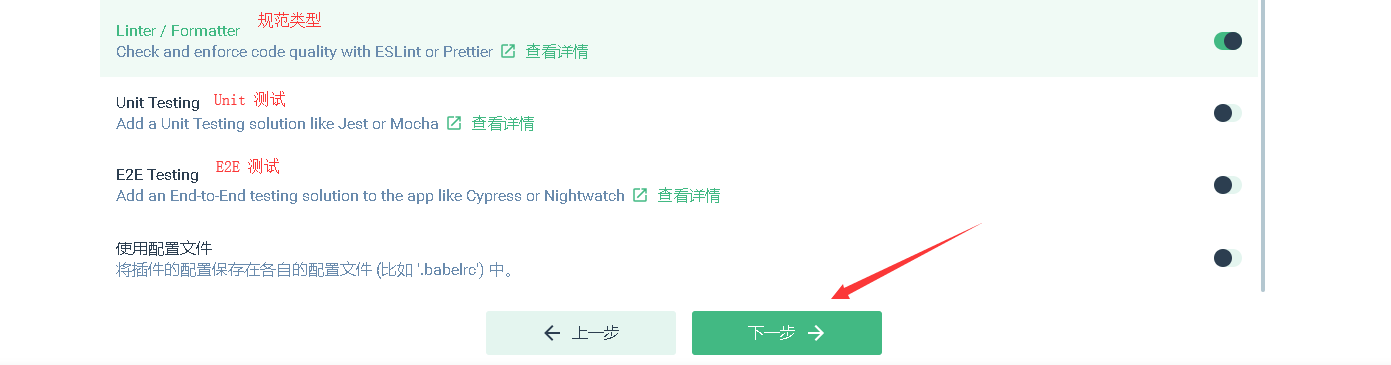 规范类型
Linter / Formatter
Check and enforce code quality with ESLint or Prettier 查看详情
Unit Testing Unit 测试
Add a Unit Testing solution like Jest or Mocha 查看详情
E2E Testing E2E 测试
Add an End-to-End testing solution to the app like Cypress or Nightwatch 查看详情
使用配置文件
将插件的配置保存在各自的配置文件 (比如 '.babelrc') 中。
上一步 下一步